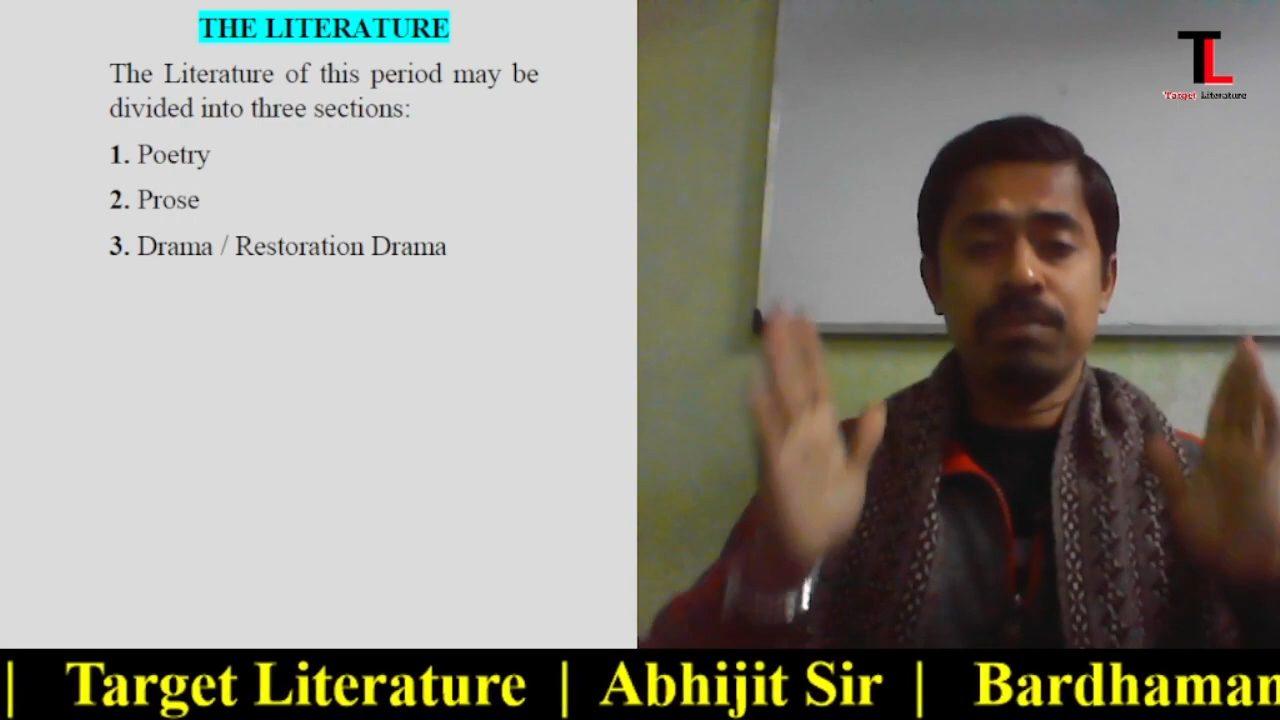 THE LITERATURE
The Literature of this period may be
divided into three sections:
1. Poetry
2. Prose
3. Drama / Restoration Drama
TL
Target Literature
| Target Literature | Abhijit Sir | Bardhaman